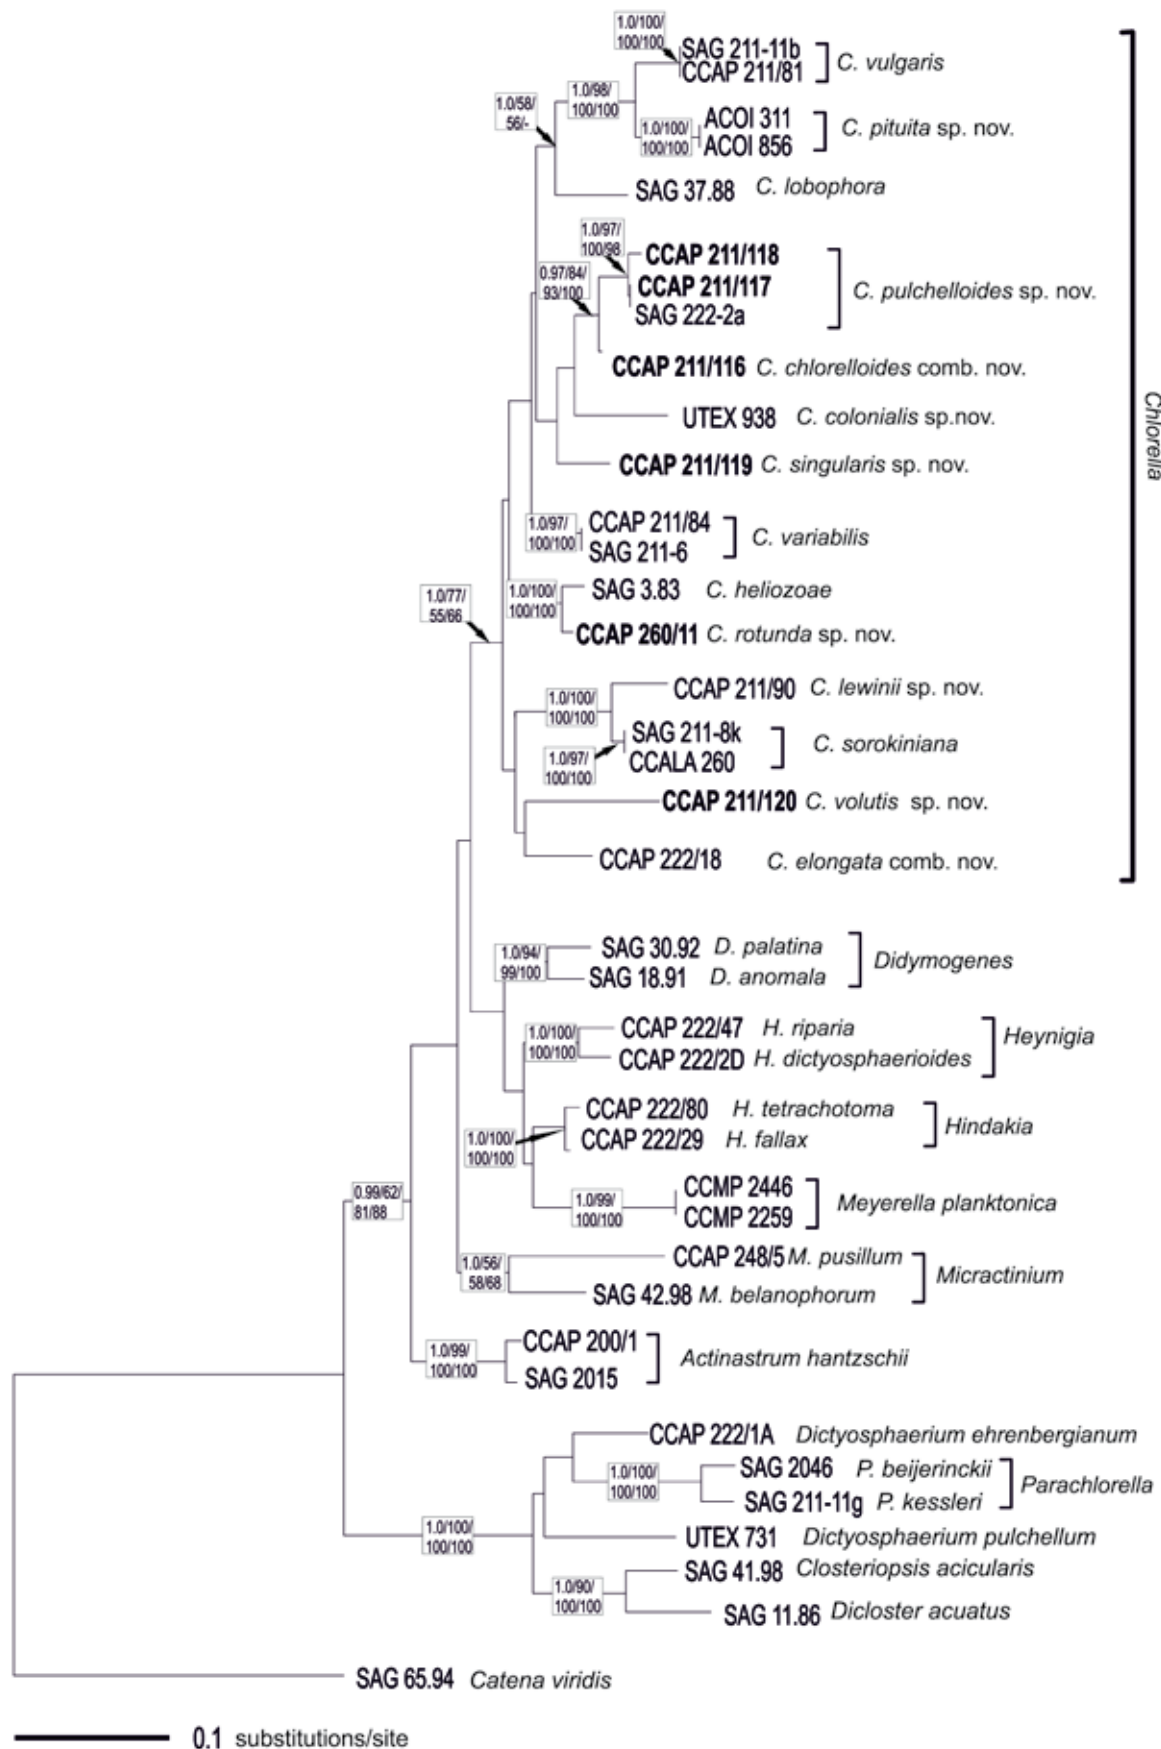 1.0/100/
100/100
SAG 211-11b
CCAP 211/81
C. vulgaris
1.0/98/
100/100
1.0/58/
56/-
1.0/100/
100/100
ACOI 311
ACOI 856
C. pituita sp. nov.
SAG 37.88 C. lobophora
1.0/97/
100/98
CCAP 211/118
0.97/84/
93/100
CCAP 211/117
SAG 222-2a
C. pulchelloides sp. nov.
CCAP 211/116 C. chlorelloides comb. nov.
UTEX 938 C. colonialis sp.nov.
CCAP 211/119 C. singularis sp. nov.
Chlorella
1.0/97/
100/100
CCAP 211/84
SAG 211-6
C. variabilis
1.0/77/
55/66
1.0/100/
100/100
SAG 3.83 C. heliozoae
CCAP 260/11 C. rotunda sp. nov.
1.0/100/
100/100
CCAP 211/90 C. lewinii sp. nov.
SAG 211-8k
CCALA 260
C. sorokiniana
1.0/97/
100/100
CCAP 211/120 C. volutis sp. nov.
CCAP 222/18 C. elongata comb. nov.
1.0/94/
99/100
SAG 30.92 D. palatina
SAG 18.91 D. anomala
Didymogenes
1.0/100/
100/100
CCAP 222/47 H. riparia
CCAP 222/2D H. dictyosphaerioides
Heynigia
1.0/100/
100/100
CCAP 222/80 H. tetrachotoma
CCAP 222/29 H. fallax
Hindakia
1.0/99/
100/100
CCMP 2446
CCMP 2259
Meyerella planktonica
0.99/62/
81/88
1.0/56/
58/68
CCAP 248/5 M. pusillum
SAG 42.98 M. belanophorum
Micractinium
1.0/99/
100/100
CCAP 200/1
SAG 2015
Actinastrum hantzschii
CCAP 222/1A Dictyosphaerium ehrenbergianum
1.0/100/
100/100
SAG 2046 P. beijerinckii
SAG 211-11g P. kessleri
Parachlorella
1.0/100/
100/100
UTEX 731 Dictyosphaerium pulchellum
SAG 41.98 Closteriopsis acicularis
1.0/90/
100/100
SAG 11.86 Dicloster acuatus
SAG 65.94 Catena viridis
0.1 substitutions/site